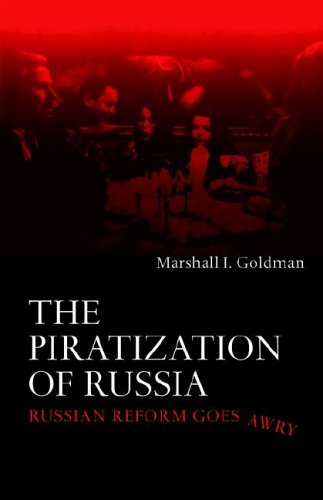 Marshall I. Goldman
THE
PIRATIZATION
OF RUSSIA
RUSSIAN REFORM GOES AWRY